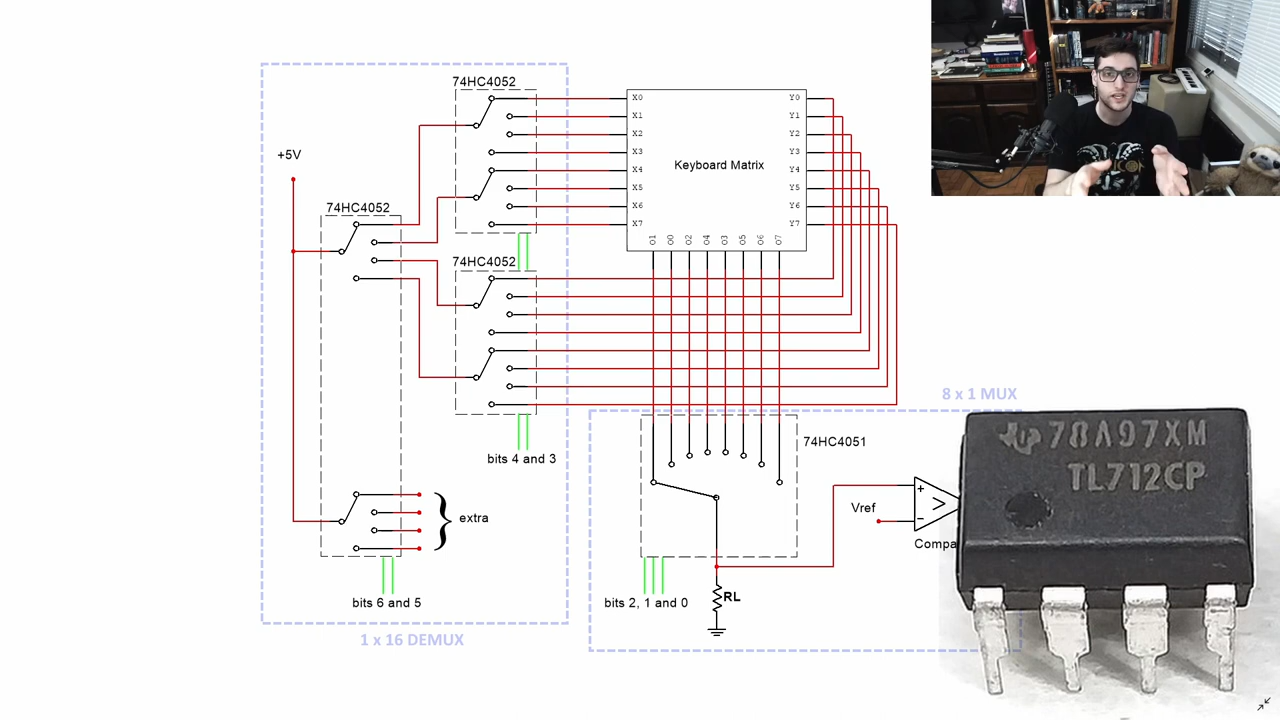 74HC4052
+5V
74HC4052
X0
X1
X2
X3
X4
X5
X6
X7
Keyboard Matrix
Y0
Y1
Y2
Y3
Y4
Y5
Y6
Y7
O1
O0
O2
O4
O3
O5
O6
O7
74HC4052
bits 4 and 3
extra
bits 6 and 5
1 x 16 DEMUX
8 x 1 MUX
74HC4051
Vref
+
−
>
Compa
bits 2, 1 and 0
RL
78A97XM
TL712CP